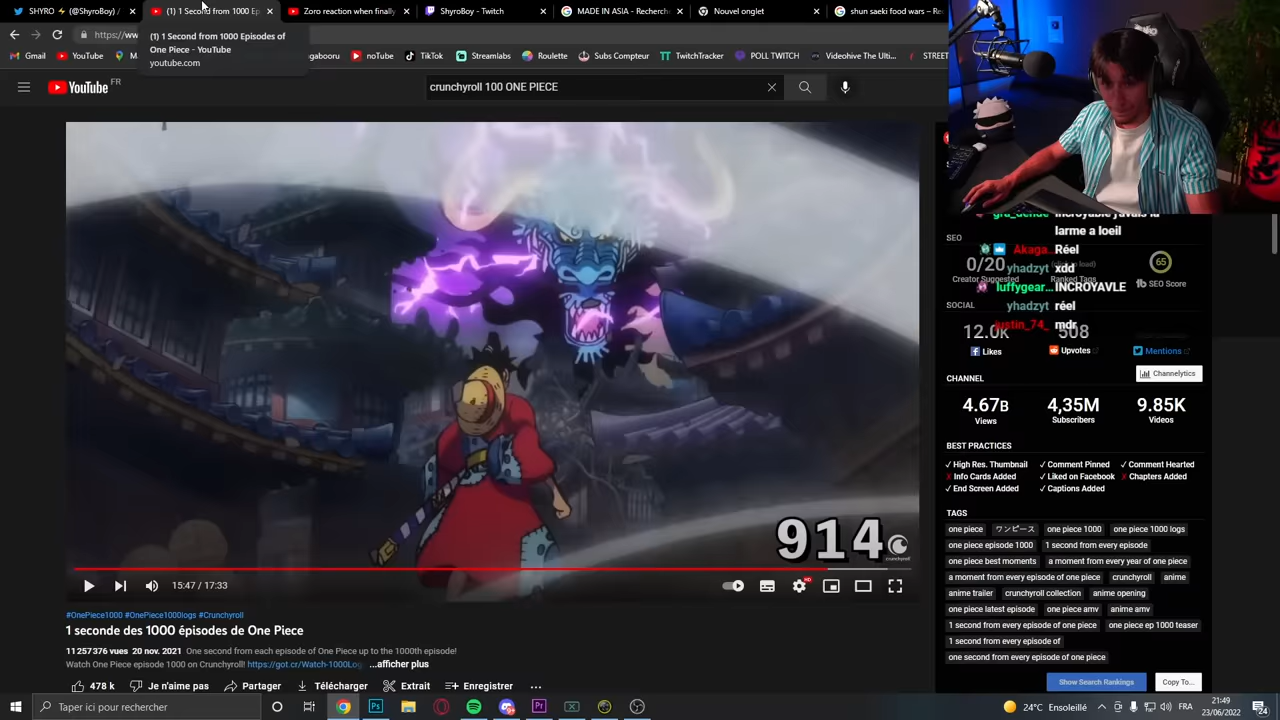 SHYRO ⚡ (@ShyroBoy) /
(1) 1 Second from 1000 Ep
Zoro reaction when finally
ShyroBoy - Twitch
MADE IN ASIA - Recherch
Nouvel onglet
shun saeki food wars – Re
https://ww
(1) 1 Second from 1000 Episodes of
One Piece - YouTube
youtube.com
Gmail
YouTube
gabooru
noTube
TikTok
Streamlabs
Roulette
Subs Compteur
TwitchTracker
POLL TWITCH
Videohive The Ulti...
STREET
YouTube FR
crunchyroll 100 ONE PIECE
larme a loeil
SEO
Akaga... Réel
0/20
Creator Suggested
Ranked Tags
yhadzyt xdd
65
SEO Score
luffygear... INCROYAVLE
SOCIAL
yhadzyt réel
justin_74_ mdr
12.0K
508
Likes
Upvotes
Mentions
CHANNEL
Channelytics
4.67B
4,35M
9.85K
Views
Subscribers
Videos
BEST PRACTICES
✓ High Res. Thumbnail
✓ Comment Pinned
✓ Comment Hearted
✗ Info Cards Added
✓ Liked on Facebook
✗ Chapters Added
✓ End Screen Added
✓ Captions Added
TAGS
one piece
ワンピース
one piece 1000
one piece 1000 logs
one piece episode 1000
1 second from every episode
one piece best moments
a moment from every year of one piece
a moment from every episode of one piece
crunchyroll
anime
anime trailer
crunchyroll collection
anime opening
one piece latest episode
one piece amv
anime amv
1 second from every episode of one piece
one piece ep 1000 teaser
1 second from every episode of
one second from every episode of one piece
Show Search Rankings
Copy To...
914
crunchyroll
15:47 / 17:33
HD
#OnePiece1000 #OnePiece1000logs #Crunchyroll
1 seconde des 1000 épisodes de One Piece
11 257 376 vues 20 nov. 2021 One second from each episode of One Piece up to the 1000th episode!
Watch One Piece episode 1000 on Crunchyroll! https://got.cr/Watch-1000Log ...afficher plus
478 k
Je n'aime pas
Partager
Télécharger
Extrait
Enregistrer
...
Taper ici pour rechercher
24°C Ensoleillé
FRA
21:49
23/06/2022
24